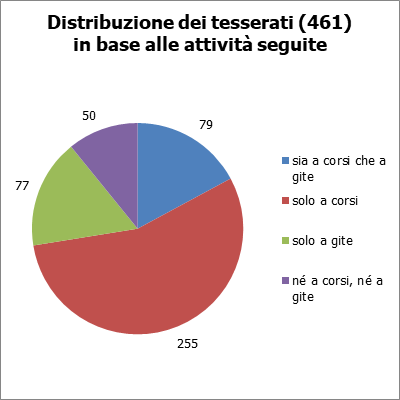 Distribuzione dei tesserati (461)
in base alle attività seguite
50
79
77
255
sia a corsi che a
gite
solo a corsi
solo a gite
né a corsi, né a
gite